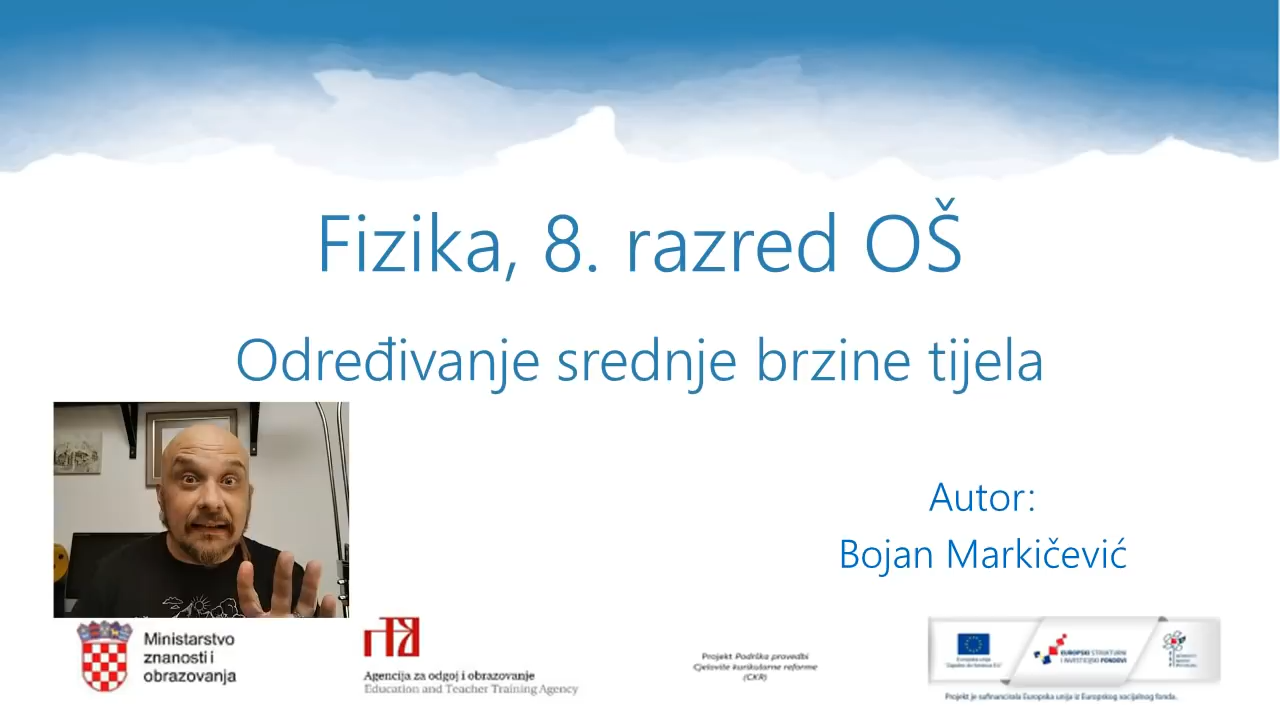 Fizika, 8. razred OŠ
Određivanje srednje brzine tijela
Autor:
Bojan Markičević
Ministarstvo
znanosti i
obrazovanja
Agencija za odgoj i obrazovanje
Education and Teacher Training Agency
Projekt Podrška provedbi
Cjelovite kurikularne reforme
(CKR)
Europska unija
EUROPSKI STRUKTURNI
I INVESTICIJSKI FONDOVI
Projekt je sufinancirala Europska unija iz Europskog socijalnog fonda.